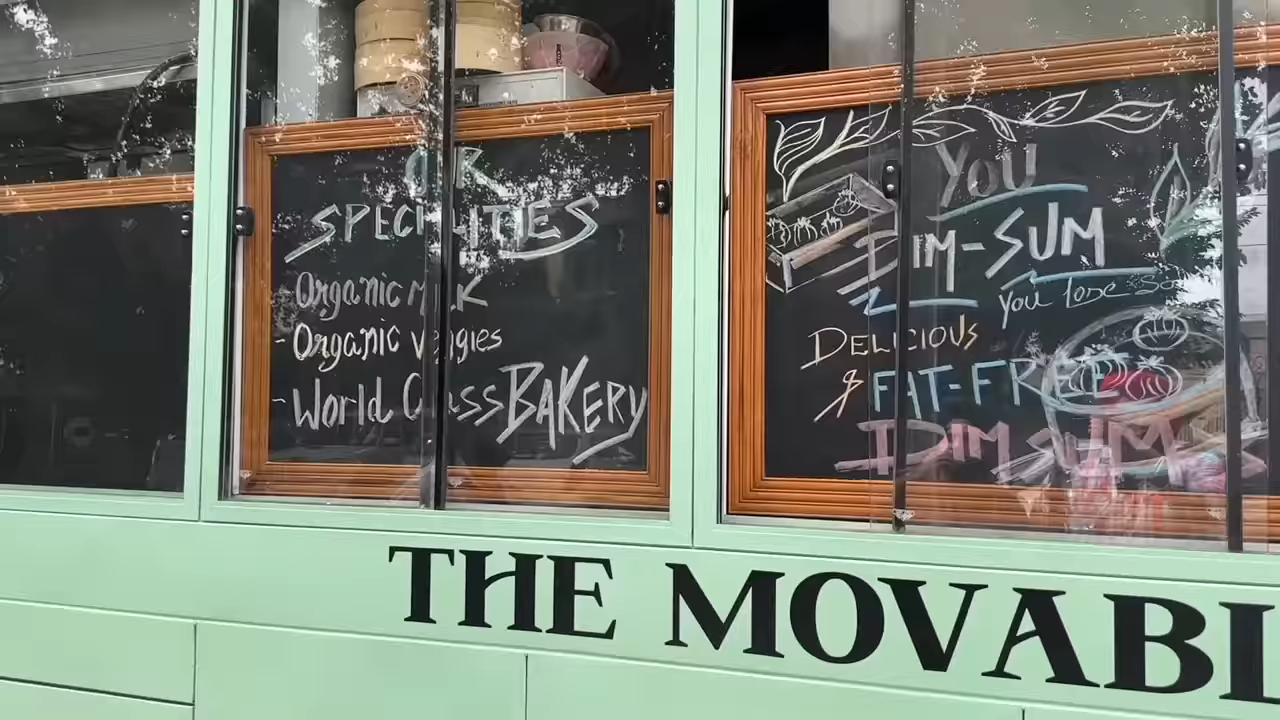 SPECIALITIES
- Organic MILK
- Organic veggies
- World Class BAKERY
YOU
DIM-SUM
you lose
DELICIOUS
& FAT-FREE
DIM SUM
THE MOVABL